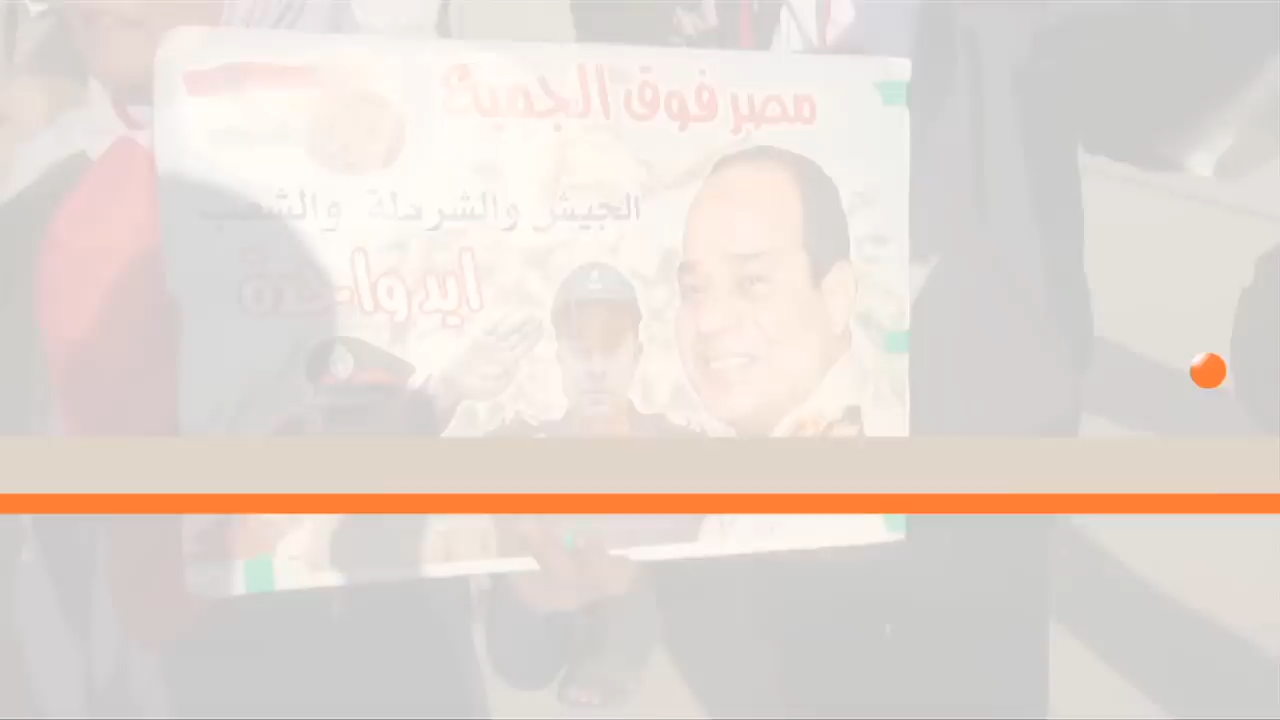 مصر فوق الجميع
الجيش والشرطة والشعب
ايد واحدة